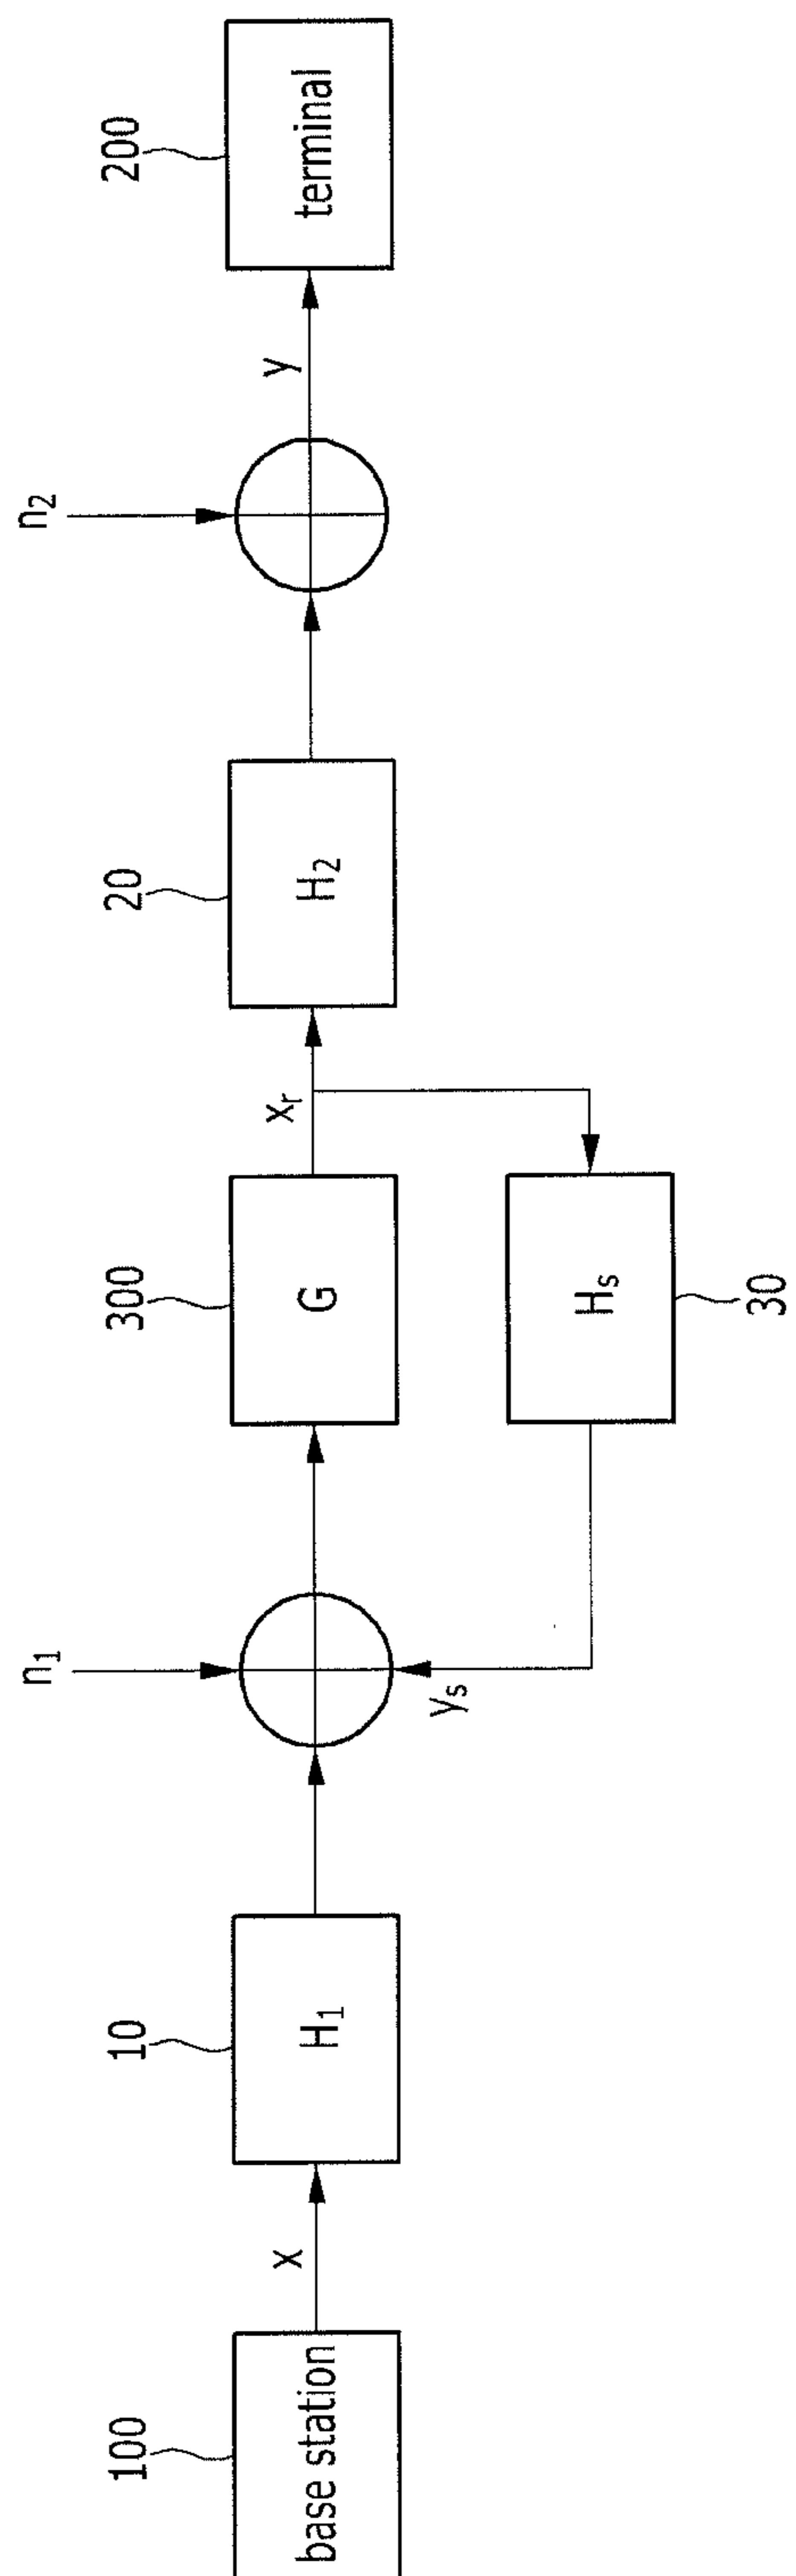 100
base station
x
10
H₁
n₁
yₛ
300
G
xᵣ
Hₛ
30
20
H₂
n₂
y
200
terminal